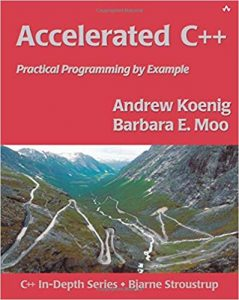 Accelerated C++
Practical Programming by Example
Andrew Koenig
Barbara E. Moo
C++ In-Depth Series • Bjarne Stroustrup